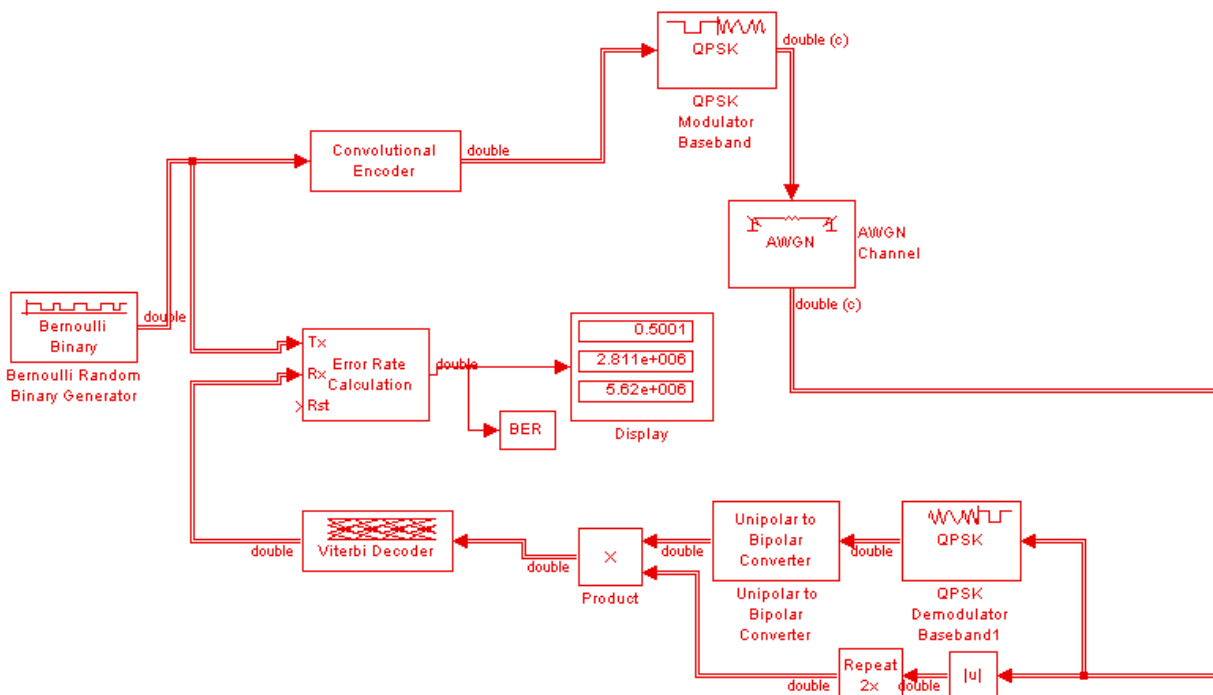 QPSK
double (c)
QPSK
Modulator
Baseband
Convolutional
Encoder
double
AWGN
AWGN
Channel
double (c)
Bernoulli
Binary
double
Bernoulli Random
Binary Generator
Tx
Rx
Rst
Error Rate
Calculation
double
0.5001
2.811e+006
5.62e+006
Display
BER
double
Viterbi Decoder
double
×
Product
double
Unipolar to
Bipolar
Converter
Unipolar to
Bipolar
Converter
double
QPSK
QPSK
Demodulator
Baseband1
double
Repeat
2x
double
|u|